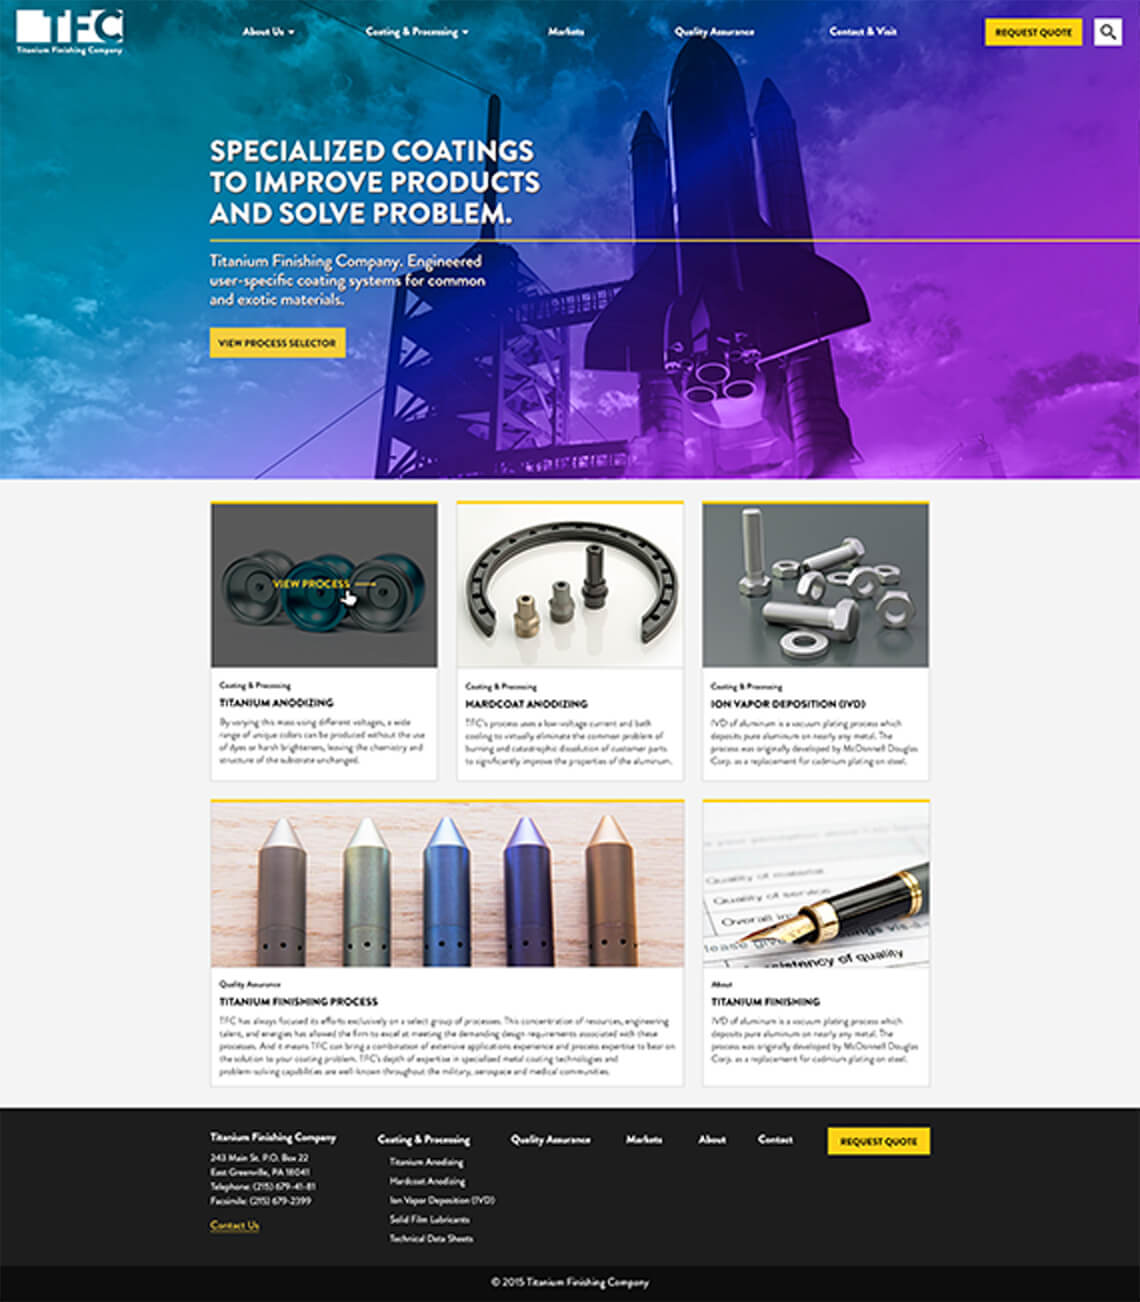 TFC
Titanium Finishing Company
About Us
Coating & Processing
Markets
Quality Assurance
Contact & Visit
REQUEST QUOTE
SPECIALIZED COATINGS
TO IMPROVE PRODUCTS
AND SOLVE PROBLEM.
Titanium Finishing Company. Engineered
user-specific coating systems for common
and exotic materials.
VIEW PROCESS SELECTOR
VIEW PROCESS
Coating & Processing
TITANIUM ANODIZING
By varying this mass using different voltages, a wide
range of unique colors can be produced without the use
of dyes or harsh brighteners, leaving the chemistry and
structure of the substrate unchanged.
Coating & Processing
HARDCOAT ANODIZING
TFC's process uses a low-voltage current and bath
cooling to virtually eliminate the common problem of
burning and catastrophic dissolution of customer parts
to significantly improve the properties of the aluminum.
Coating & Processing
ION VAPOR DEPOSITION (IVD)
IVD of aluminum is a vacuum plating process which
deposits pure aluminum on nearly any metal. The
process was originally developed by McDonnell Douglas
Corp. as a replacement for cadmium plating on steel.
Quality Assurance
TITANIUM FINISHING PROCESS
TFC has always focused its efforts exclusively on a select group of processes. This concentration of resources, engineering
talent, and energies has allowed the firm to excel at meeting the demanding design requirements associated with these
processes. And it means TFC can bring a combination of extensive applications experience and process expertise to bear on
the solution to your coating problem. TFC's depth of expertise in specialized metal coating technologies and
problem-solving capabilities are well-known throughout the military, aerospace and medical communities.
Quality of material
Quality of service
Overall
of quality
About
TITANIUM FINISHING
IVD of aluminum is a vacuum plating process which
deposits pure aluminum on nearly any metal. The
process was originally developed by McDonnell Douglas
Corp. as a replacement for cadmium plating on steel.
Titanium Finishing Company
243 Main St. P.O. Box 22
East Greenville, PA 18041
Telephone: (215) 679-41-81
Facsimile: (215) 679-2399
Contact Us
Coating & Processing
Titanium Anodizing
Hardcoat Anodizing
Ion Vapor Deposition (IVD)
Solid Film Lubricants
Technical Data Sheets
Quality Assurance
Markets
About
Contact
REQUEST QUOTE
© 2015 Titanium Finishing Company